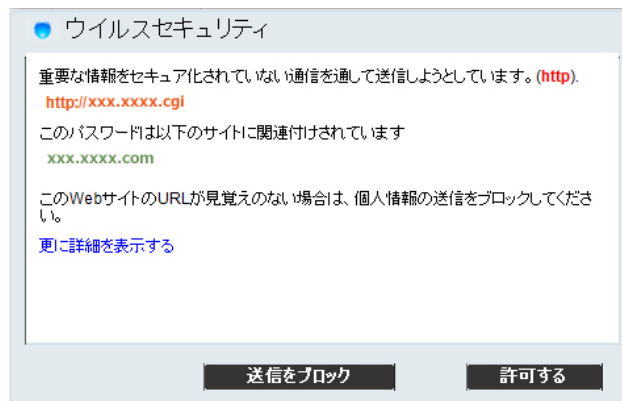 ウイルスセキュリティ
重要な情報をセキュア化されていない通信を通して送信しようとしています。(http).
http://xxx.xxxx.cgi
このパスワードは以下のサイトに関連付けされています
xxx.xxxx.com
このWebサイトのURLが見覚えのない場合は、個人情報の送信をブロックしてくださ
い。
更に詳細を表示する
送信をブロック
許可する